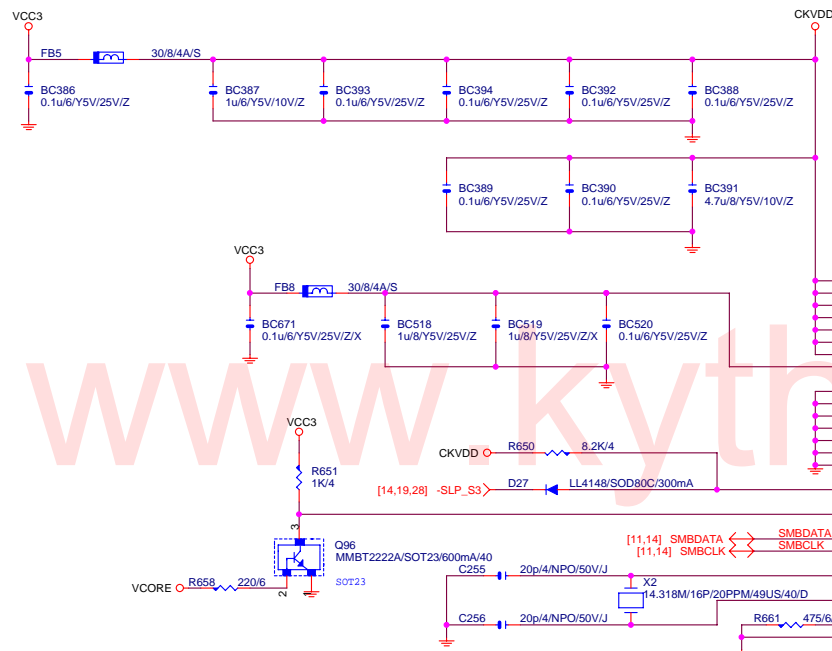 VCC3
CKVDD
FB5 30/8/4A/S
BC386
0.1u/6/Y5V/25V/Z
BC387
1u/6/Y5V/10V/Z
BC393
0.1u/6/Y5V/25V/Z
BC394
0.1u/6/Y5V/25V/Z
BC392
0.1u/6/Y5V/25V/Z
BC388
0.1u/6/Y5V/25V/Z
BC389
0.1u/6/Y5V/25V/Z
BC390
0.1u/6/Y5V/25V/Z
BC391
4.7u/8/Y5V/10V/Z
VCC3
FB8 30/8/4A/S
BC671
0.1u/6/Y5V/25V/Z/X
BC518
1u/8/Y5V/25V/Z
BC519
1u/8/Y5V/25V/Z/X
BC520
0.1u/6/Y5V/25V/Z
www.kyth
VCC3
R651
1K/4
CKVDD R650 8.2K/4
[14,19,28] -SLP_S3 D27 LL4148/SOD80C/300mA
3
Q96
MMBT2222A/SOT23/600mA/40
SOT23
VCORE R658 220/6
2
1
[11,14] SMBDATA SMBDATA
[11,14] SMBCLK SMBCLK
C255 20p/4/NPO/50V/J
X2
14.318M/16P/20PPM/49US/40/D
C256 20p/4/NPO/50V/J
R661 475/6